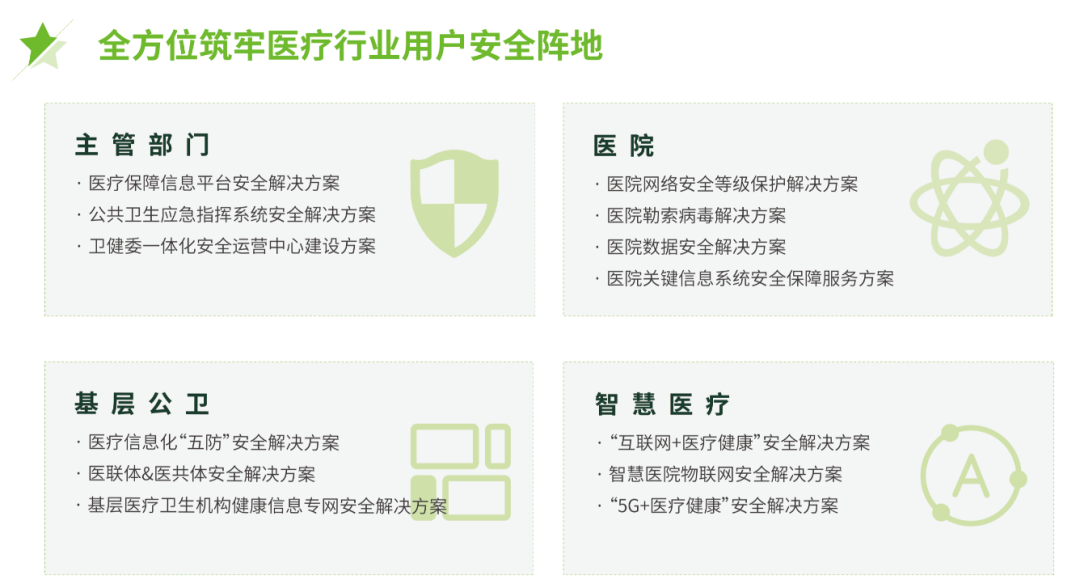 全方位筑牢医疗行业用户安全阵地
主管部门
· 医疗保障信息平台安全解决方案
· 公共卫生应急指挥系统安全解决方案
· 卫健委一体化安全运营中心建设方案
医院
· 医院网络安全等级保护解决方案
· 医院勒索病毒解决方案
· 医院数据安全解决方案
· 医院关键信息系统安全保障服务方案
基层公卫
· 医疗信息化“五防”安全解决方案
· 医联体&医共体安全解决方案
· 基层医疗卫生机构健康信息专网安全解决方案
智慧医疗
· “互联网+医疗健康”安全解决方案
· 智慧医院物联网安全解决方案
· “5G+医疗健康”安全解决方案
A